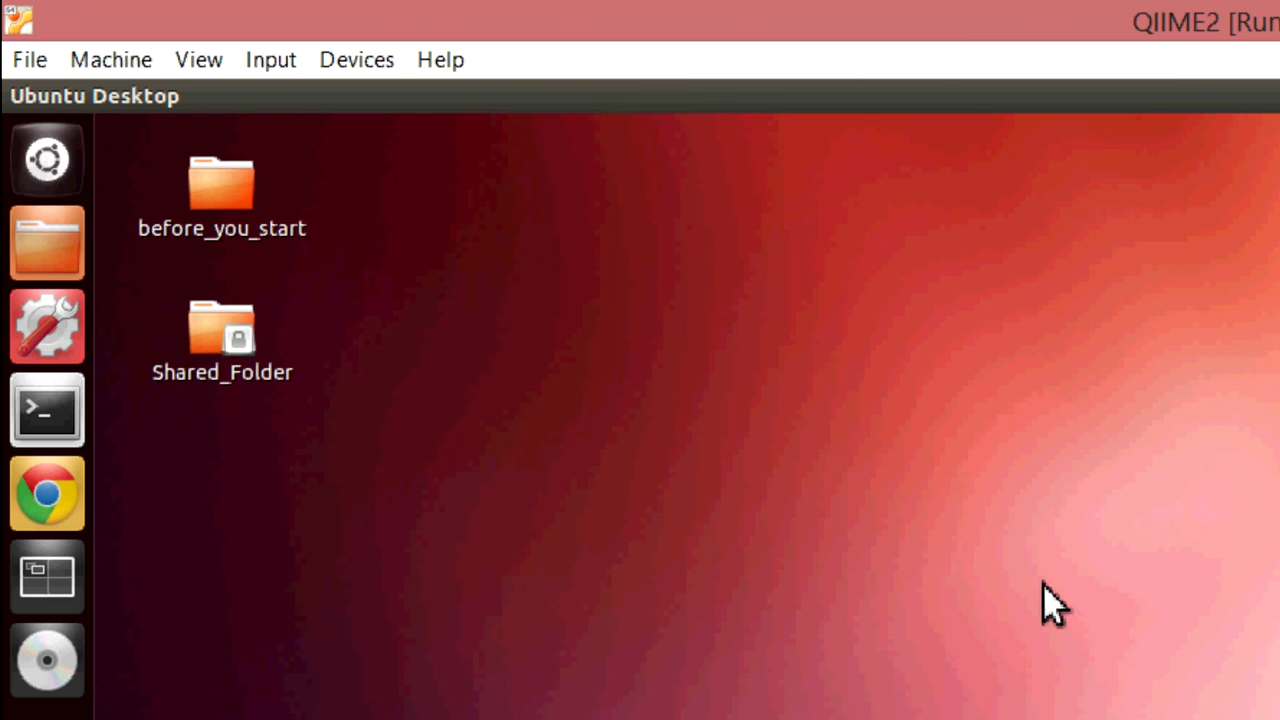 QIIME2 [Run
File Machine View Input Devices Help
Ubuntu Desktop
before_you_start
Shared_Folder